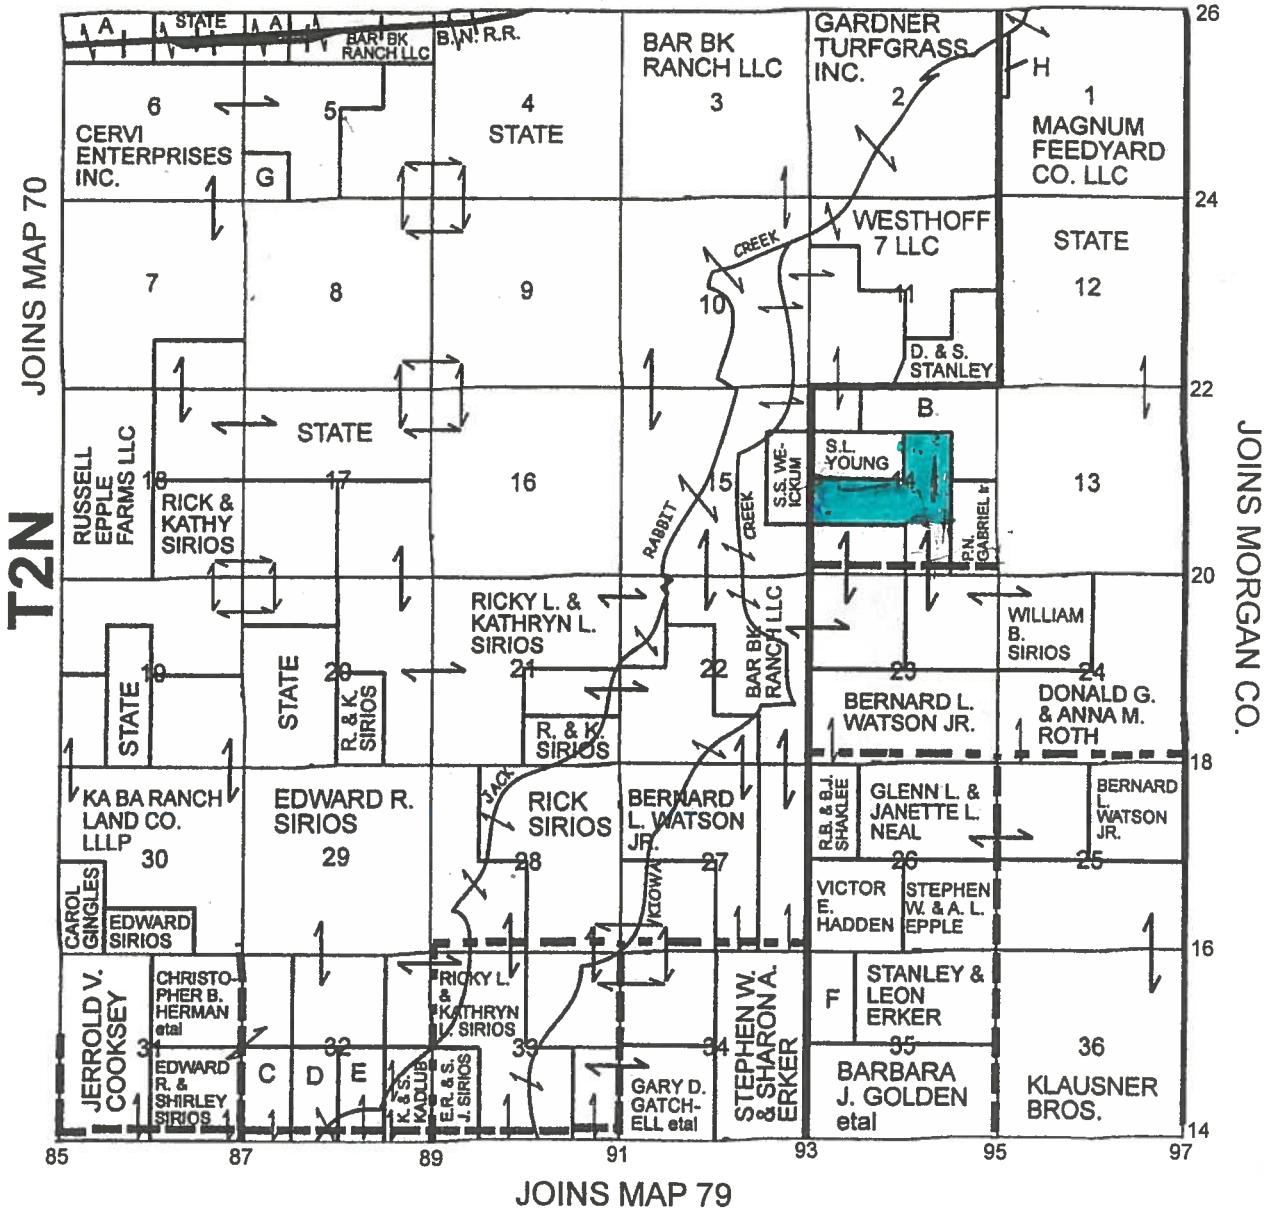 26
A
STATE
A
BAR BK
RANCH LLC
B.N. R.R.
BAR BK
RANCH LLC
3
GARDNER
TURFGRASS
INC.
2
H
1
MAGNUM
FEEDYARD
CO. LLC
6
CERVI
ENTERPRISES
INC.
5
G
4
STATE
24
JOINS MAP 70
CREEK
WESTHOFF
7 LLC
STATE
12
7
8
9
10
11
D. & S.
STANLEY
22
T2N
RUSSELL
EPPLE
FARMS LLC
18
RICK &
KATHY
SIRIOS
STATE
17
16
15
RABBIT
CREEK
S.S. WE-
ICKUM
B
S.L.
YOUNG
14
P.N.
GABRIEL tr
13
20
JOINS MORGAN CO.
19
STATE
STATE
20
R. & K.
SIRIOS
RICKY L. &
KATHRYN L.
SIRIOS
21
R. & K.
SIRIOS
22
BAR BK
RANCH LLC
23
BERNARD L.
WATSON JR.
WILLIAM
B.
SIRIOS
24
DONALD G.
& ANNA M.
ROTH
18
KA BA RANCH
LAND CO.
LLLP
30
CAROL
GINGLES
EDWARD
SIRIOS
EDWARD R.
SIRIOS
29
JACK
RICK
SIRIOS
28
BERNARD
L. WATSON
JR.
27
KIOWA
R.B. & B.J.
SHAKLEE
GLENN L. &
JANETTE L.
NEAL
26
BERNARD
L.
WATSON
JR.
25
VICTOR
E.
HADDEN
STEPHEN
W. & A. L.
EPPLE
16
JERROLD V.
COOKSEY
CHRISTO-
PHER B.
HERMAN
etal
31
EDWARD
R. &
SHIRLEY
SIRIOS
32
C
D
E
K. & S.
KADLUB
RICKY L.
&
KATHRYN
L. SIRIOS
33
E.R. & S.
J. SIRIOS
34
GARY D.
GATCH-
ELL etal
STEPHEN W.
& SHARON A.
ERKER
F
STANLEY &
LEON
ERKER
35
BARBARA
J. GOLDEN
etal
36
KLAUSNER
BROS.
14
85
87
89
91
93
95
97
JOINS MAP 79